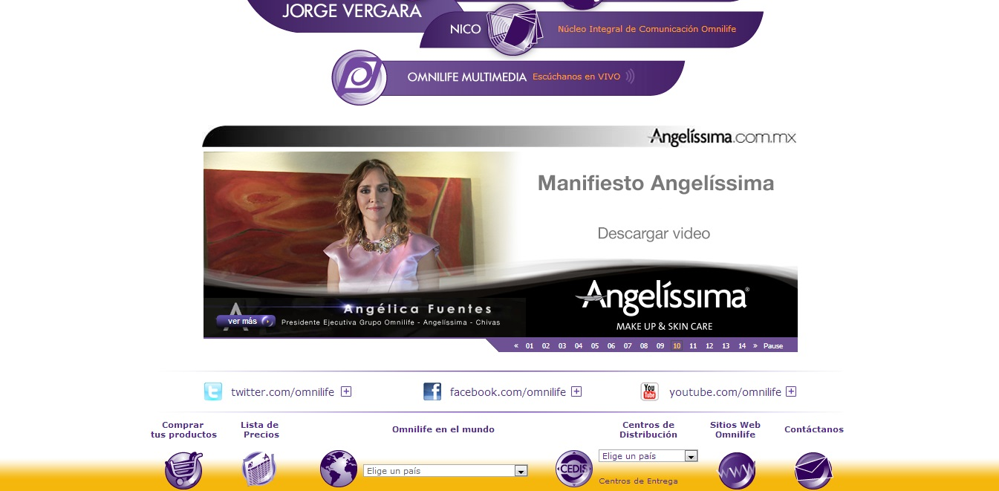 JORGE VERGARA
NICO
Núcleo Integral de Comunicación Omnilife
OMNILIFE MULTIMEDIA
Escúchanos en VIVO
Angelíssima.com.mx
Manifiesto Angelíssima
Descargar video
Angelíssima®
MAKE UP & SKIN CARE
Angélica Fuentes
ver más
Presidente Ejecutiva Grupo Omnilife - Angelíssima - Chivas
« 01 02 03 04 05 06 07 08 09 10 11 12 13 14 » Pause
twitter.com/omnilife
facebook.com/omnilife
You Tube
youtube.com/omnilife
Comprar
tus productos
Lista de
Precios
Omnilife en el mundo
Elige un país
Centros de
Distribución
CEDIS
Elige un país
Centros de Entrega
Sitios Web
Omnilife
www
Contáctanos